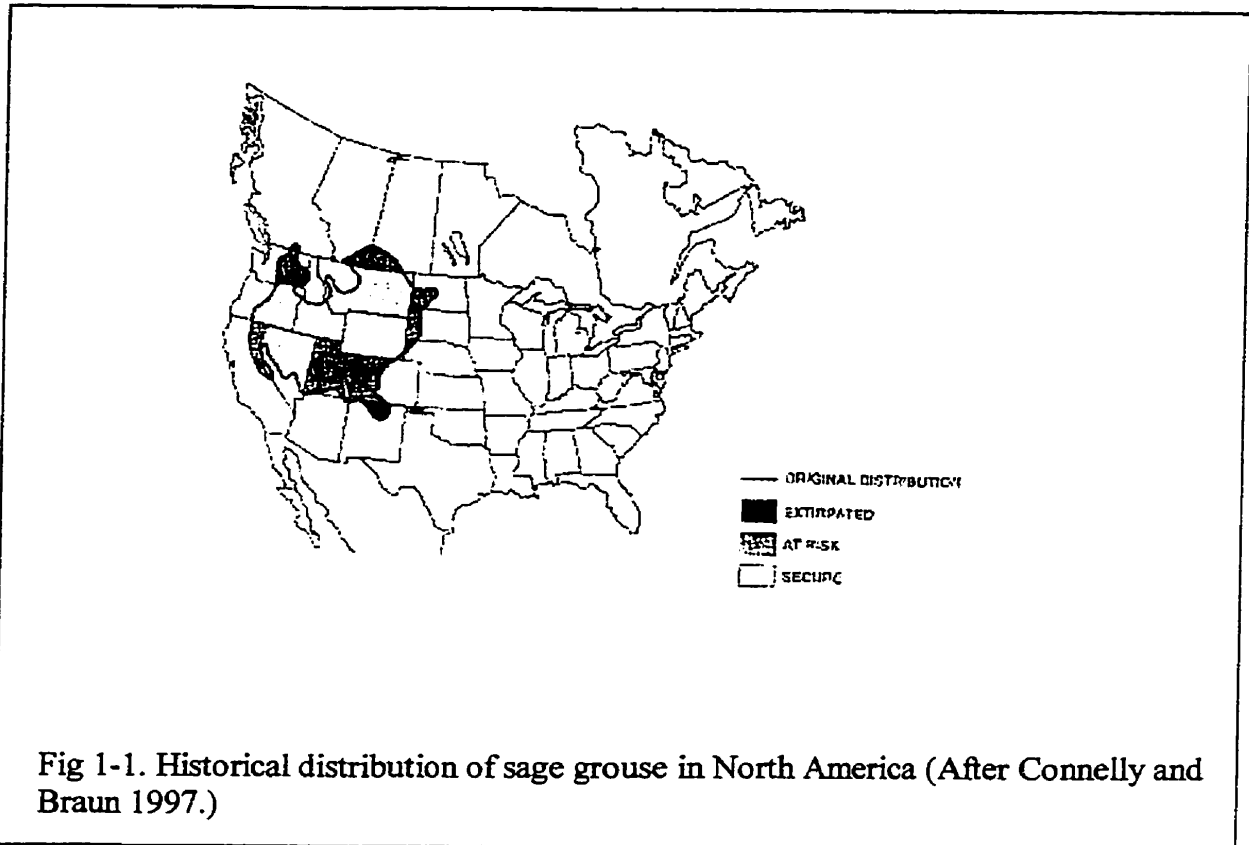 ORIGINAL DISTRIBUTION
EXTIRPATED
AT RISK
SECURE
Fig 1-1. Historical distribution of sage grouse in North America (After Connelly and
Braun 1997.)